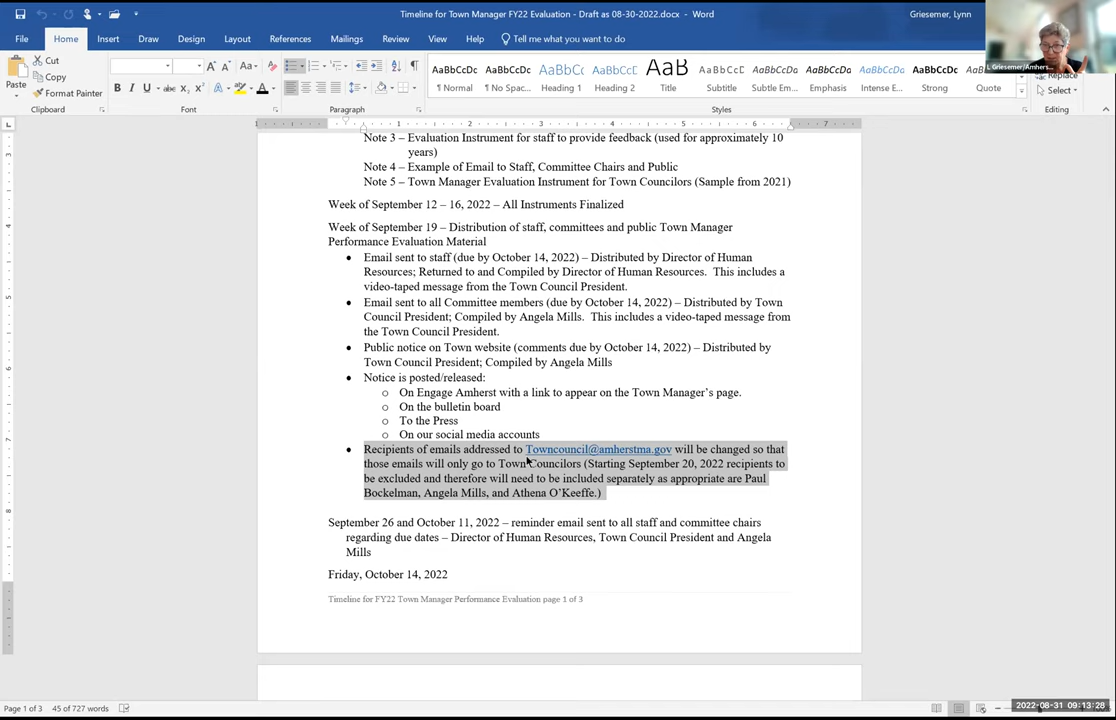 Timeline for Town Manager FY22 Evaluation - Draft as 08-30-2022.docx - Word
Griesemer, Lynn
File Home Insert Draw Design Layout References Mailings Review View Help Tell me what you want to do
L Griesemer/Amhers
Paste
Cut
Copy
Format Painter
Clipboard
Font
Paragraph
AaBbCcDc AaBbCcDc AaBbCc AaBbCcD AaB AaBbCcC AaBbCcDc AaBbCcDc AaBbCcDc AaBbCcDc AaBbCcDc
¶ Normal ¶ No Spac... Heading 1 Heading 2 Title Subtitle Subtle Em... Emphasis Intense E... Strong Quote
Styles
Replace
Select
Editing
Note 3 – Evaluation Instrument for staff to provide feedback (used for approximately 10
years)
Note 4 – Example of Email to Staff, Committee Chairs and Public
Note 5 – Town Manager Evaluation Instrument for Town Councilors (Sample from 2021)
Week of September 12 – 16, 2022 – All Instruments Finalized
Week of September 19 – Distribution of staff, committees and public Town Manager
Performance Evaluation Material
• Email sent to staff (due by October 14, 2022) – Distributed by Director of Human
Resources; Returned to and Compiled by Director of Human Resources. This includes a
video-taped message from the Town Council President.
• Email sent to all Committee members (due by October 14, 2022) – Distributed by Town
Council President; Compiled by Angela Mills. This includes a video-taped message from
the Town Council President.
• Public notice on Town website (comments due by October 14, 2022) – Distributed by
Town Council President; Compiled by Angela Mills
• Notice is posted/released:
o On Engage Amherst with a link to appear on the Town Manager's page.
o On the bulletin board
o To the Press
o On our social media accounts
• Recipients of emails addressed to Towncouncil@amherstma.gov will be changed so that
those emails will only go to Town Councilors (Starting September 20, 2022 recipients to
be excluded and therefore will need to be included separately as appropriate are Paul
Bockelman, Angela Mills, and Athena O'Keeffe.)
September 26 and October 11, 2022 – reminder email sent to all staff and committee chairs
regarding due dates – Director of Human Resources, Town Council President and Angela
Mills
Friday, October 14, 2022
Timeline for FY22 Town Manager Performance Evaluation page 1 of 3
Page 1 of 3 45 of 727 words
2022-08-31 09:13:28